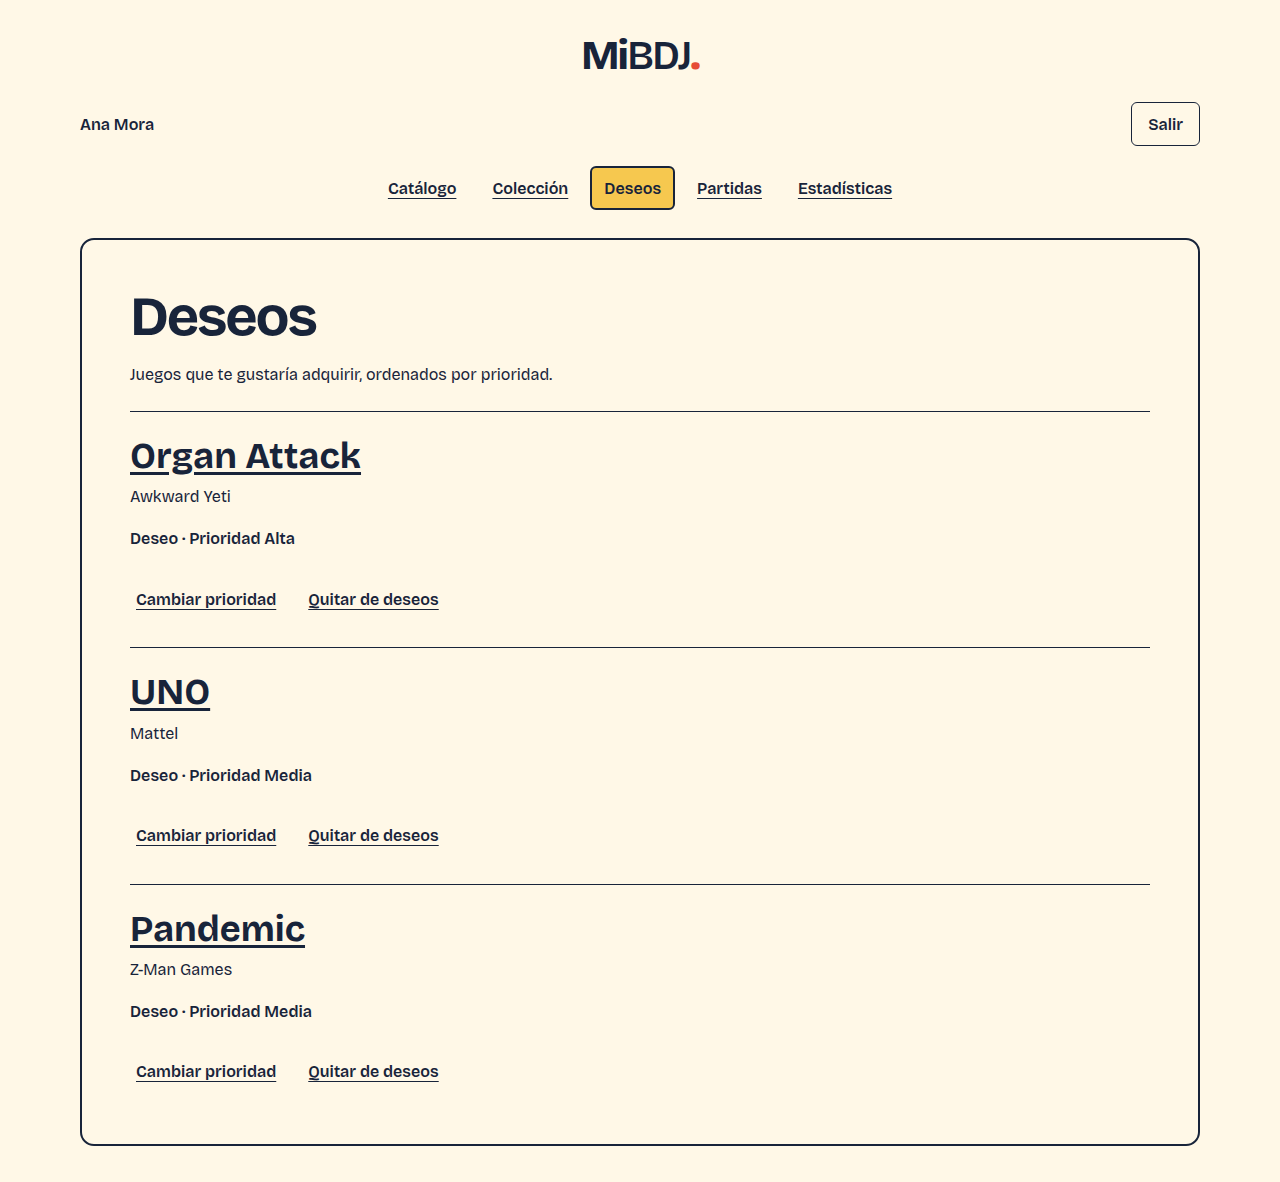 MiBDJ.
Ana Mora
Salir
Catálogo Colección Deseos Partidas Estadísticas
Deseos
Juegos que te gustaría adquirir, ordenados por prioridad.
Organ Attack
Awkward Yeti
Deseo · Prioridad Alta
Cambiar prioridad Quitar de deseos
UNO
Mattel
Deseo · Prioridad Media
Cambiar prioridad Quitar de deseos
Pandemic
Z-Man Games
Deseo · Prioridad Media
Cambiar prioridad Quitar de deseos